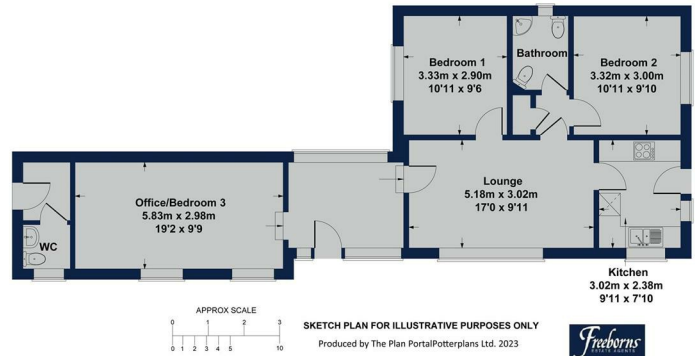 Bedroom 1
3.33m x 2.90m
10'11 x 9'6
Bathroom
Bedroom 2
3.32m x 3.00m
10'11 x 9'10
Office/Bedroom 3
5.83m x 2.98m
19'2 x 9'9
Lounge
5.18m x 3.02m
17'0 x 9'11
WC
Kitchen
3.02m x 2.38m
9'11 x 7'10
APPROX SCALE
0 1 2 3
0 1 2 3 4 5 10
SKETCH PLAN FOR ILLUSTRATIVE PURPOSES ONLY
Produced by The Plan PortalPotterplans Ltd. 2023
Freeborns
ESTATE AGENTS